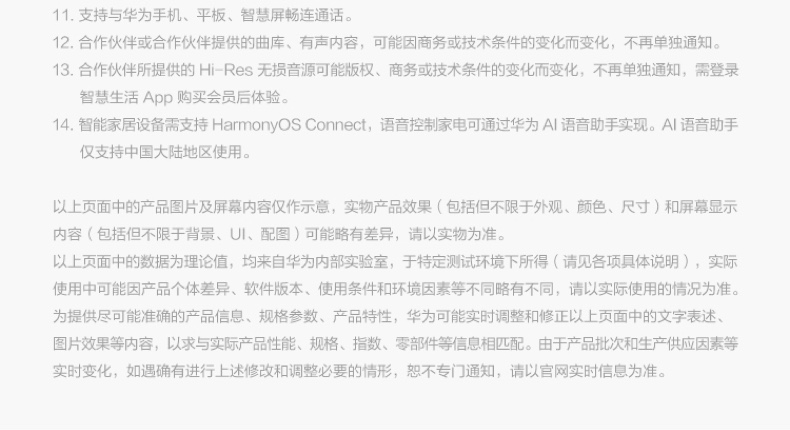 11. 支持与华为手机、平板、智慧屏畅连通话。
12. 合作伙伴或合作伙伴提供的曲库、有声内容，可能因商务或技术条件的变化而变化，不再单独通知。
13. 合作伙伴所提供的 Hi-Res 无损音源可能版权、商务或技术条件的变化而变化，不再单独通知，需登录
智慧生活 App 购买会员后体验。
14. 智能家居设备需支持 HarmonyOS Connect，语音控制家电可通过华为 AI 语音助手实现。AI 语音助手
仅支持中国大陆地区使用。
以上页面中的产品图片及屏幕内容仅作示意，实物产品效果（包括但不限于外观、颜色、尺寸）和屏幕显示
内容（包括但不限于背景、UI、配图）可能略有差异，请以实物为准。
以上页面中的数据为理论值，均来自华为内部实验室，于特定测试环境下所得（请见各项具体说明），实际
使用中可能因产品个体差异、软件版本、使用条件和环境因素等不同略有不同，请以实际使用的情况为准。
为提供尽可能准确的产品信息、规格参数、产品特性，华为可能实时调整和修正以上页面中的文字表述、
图片效果等内容，以求与实际产品性能、规格、指数、零部件等信息相匹配。由于产品批次和生产供应因素等
实时变化，如遇确有进行上述修改和调整必要的情形，恕不专门通知，请以官网实时信息为准。